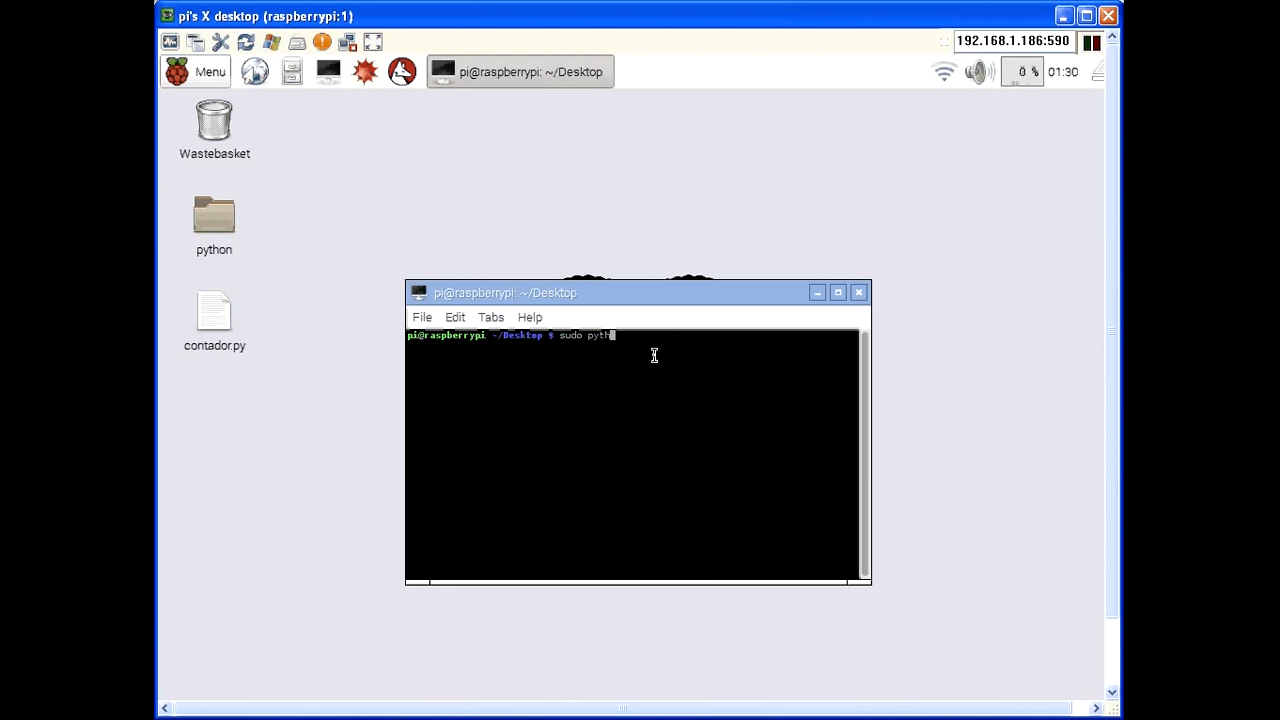 pi's X desktop (raspberrypi:1)
192.168.1.186:590
Menu
pi@raspberrypi: ~/Desktop
0 %
01:30
Wastebasket
python
contador.py
pi@raspberrypi: ~/Desktop
File Edit Tabs Help
pi@raspberrypi ~/Desktop $ sudo pyth